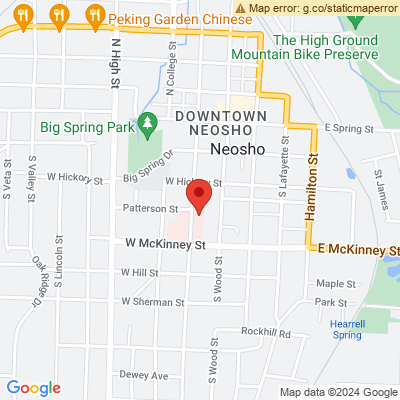 Map error: g.co/staticmaperror
Peking Garden Chinese
The High Ground
Mountain Bike Preserve
N High St
N College St
DOWNTOWN
NEOSHO
Big Spring Park
E Spring St
Neosho
Big Spring Dr
S Veta St
S Valley St
W Hickory St
W Hickory St
S Lafayette St
Hamilton St
St James
Patterson St
W McKinney St
E McKinney St
S Lincoln St
Oak Ridge Dr
W Hill St
S Wood St
Maple St
W Sherman St
Park St
Rockhill Rd
Hearrell
Spring
S Wood St
Dewey Ave
Google
Map data ©2024 Google